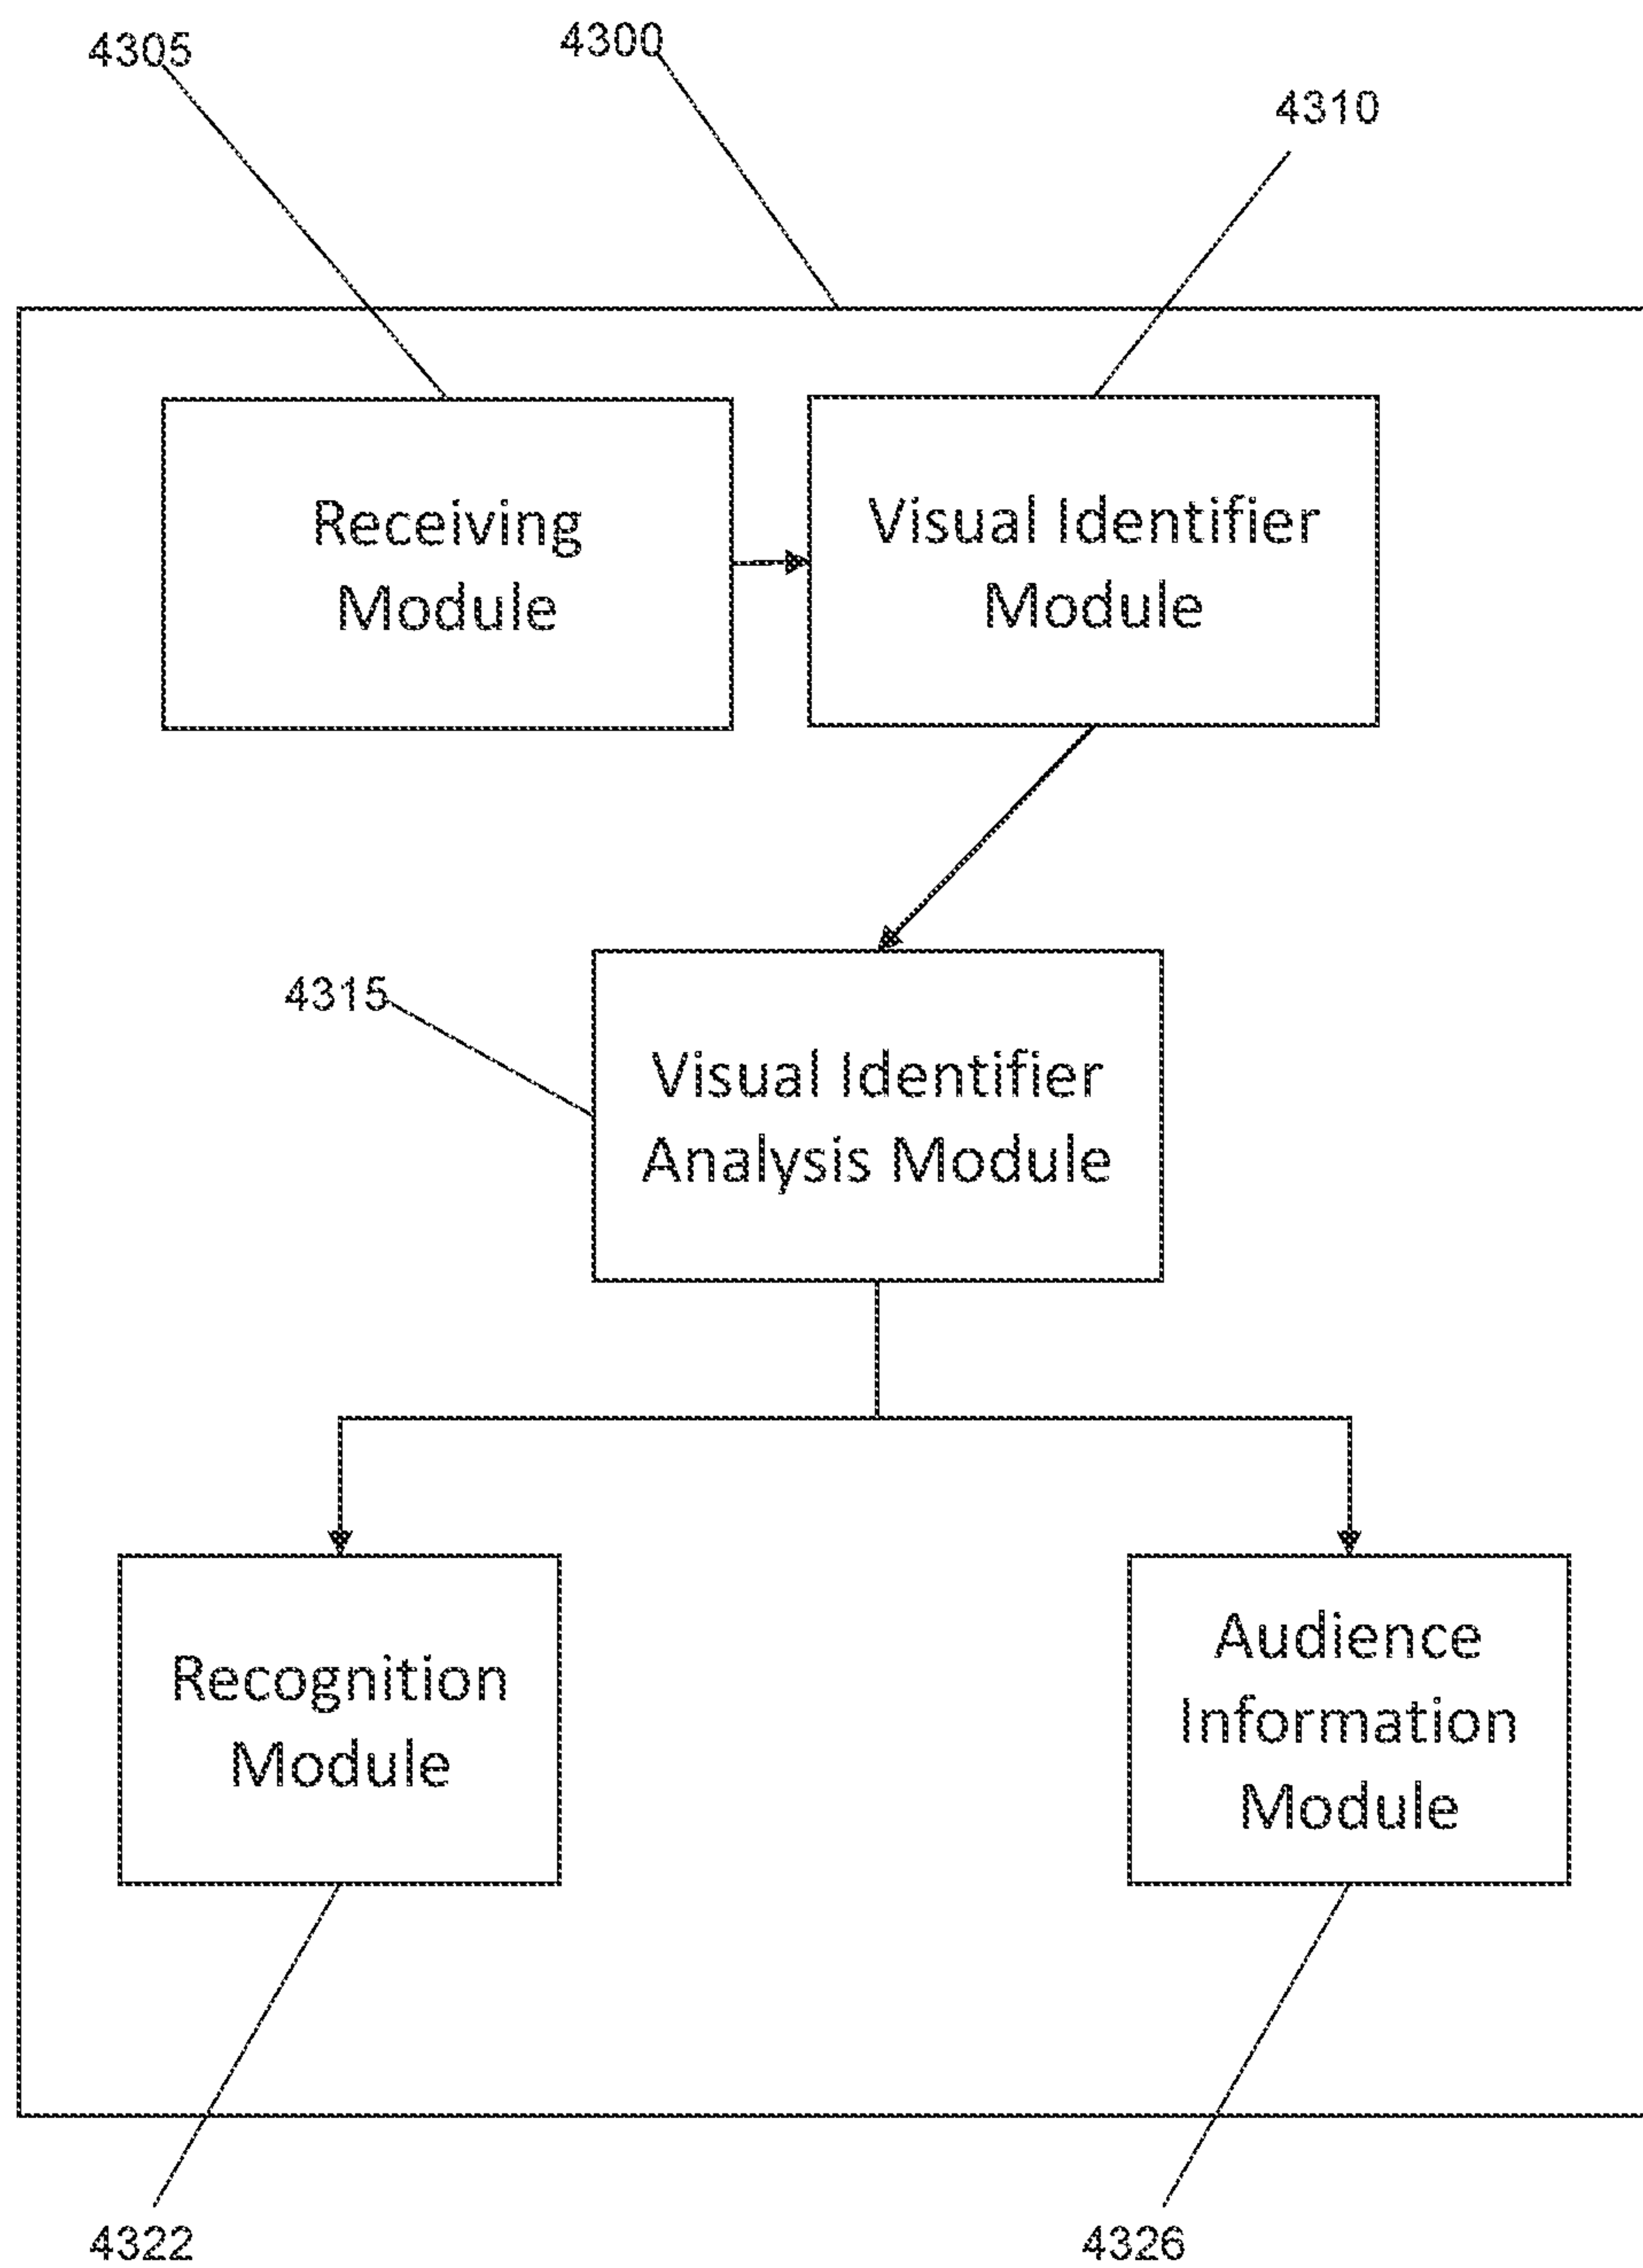 4305
4300
4310
Receiving
Module
Visual Identifier
Module
4315
Visual Identifier
Analysis Module
Recognition
Module
Audience
Information
Module
4322
4326